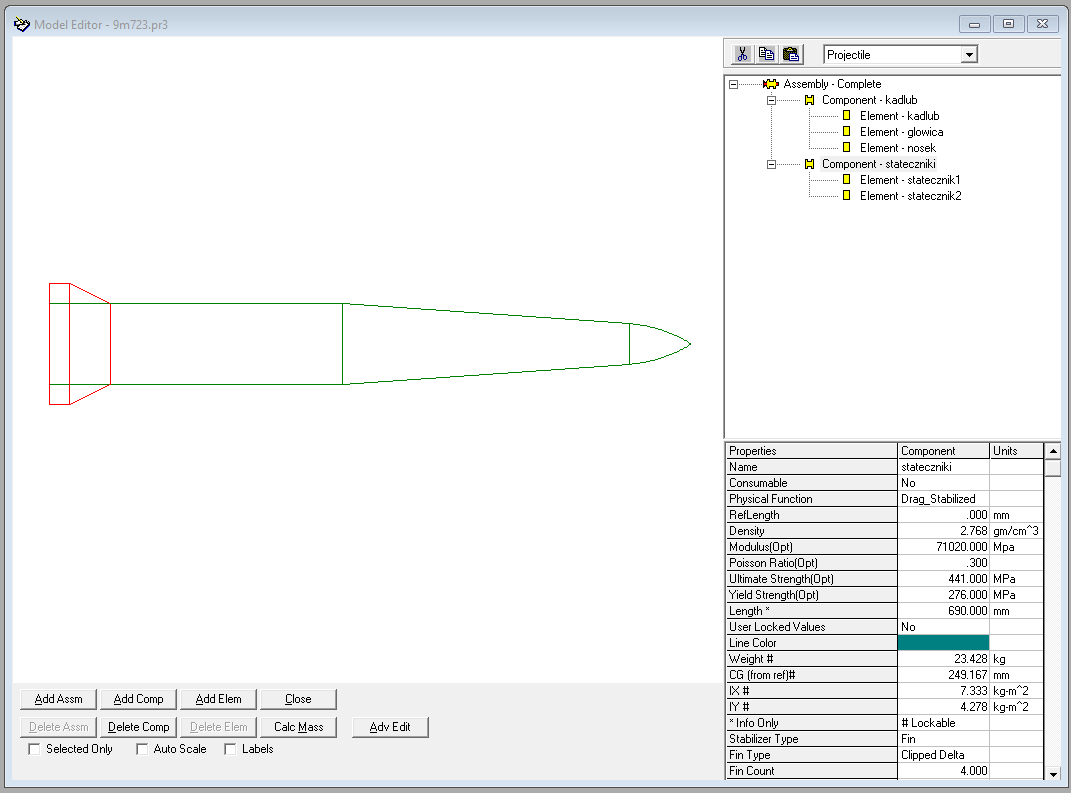 Model Editor - 9m723.pr3
Projectile
Assembly - Complete
Component - kadlub
Element - kadlub
Element - glowica
Element - nosek
Component - stateczniki
Element - statecznik1
Element - statecznik2
Properties Component Units
Name stateczniki
Consumable No
Physical Function Drag_Stabilized
RefLength .000 mm
Density 2.768 gm/cm^3
Modulus(Opt) 71020.000 Mpa
Poisson Ratio(Opt) .300
Ultimate Strength(Opt) 441.000 MPa
Yield Strength(Opt) 276.000 MPa
Length * 690.000 mm
User Locked Values No
Line Color
Weight # 23.428 kg
CG (from ref)# 249.167 mm
IX # 7.333 kg-m^2
IY # 4.278 kg-m^2
* Info Only # Lockable
Stabilizer Type Fin
Fin Type Clipped Delta
Fin Count 4.000
Add Assm Add Comp Add Elem Close
Delete Assm Delete Comp Delete Elem Calc Mass Adv Edit
Selected Only Auto Scale Labels